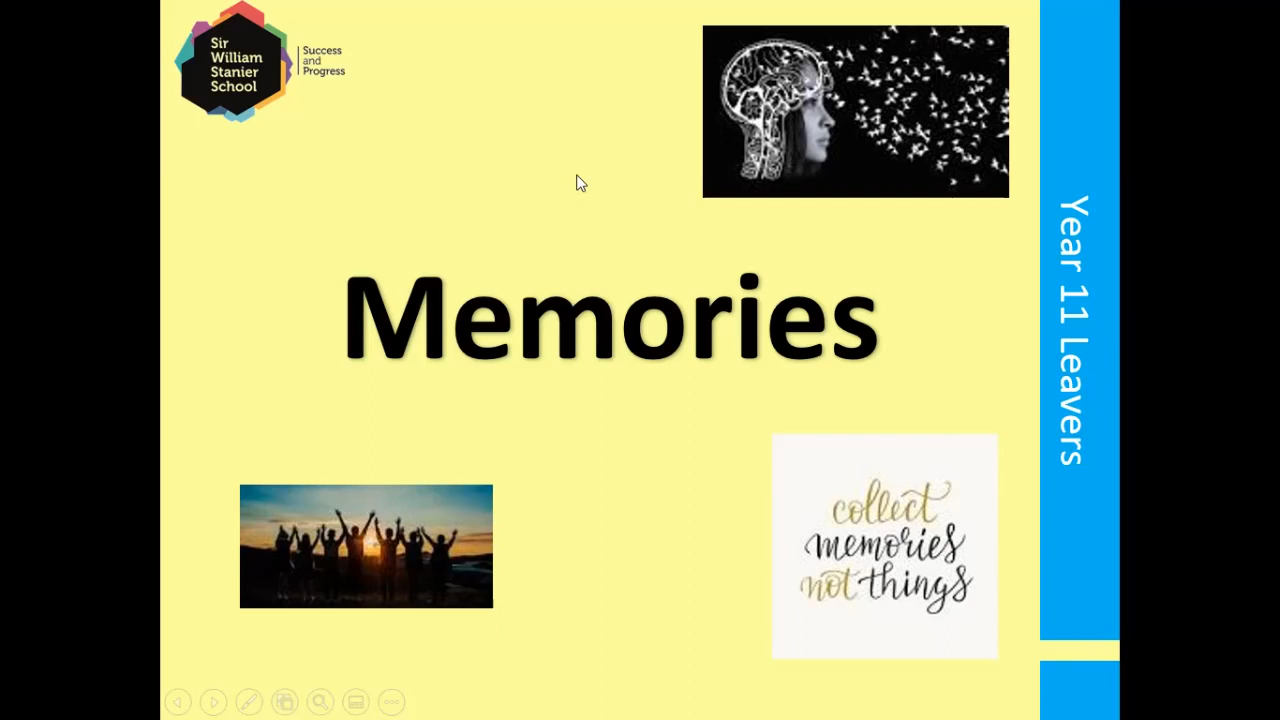 Sir
William
Stanier
School
Success
and
Progress
Memories
Year 11 Leavers
collect
memories
not things